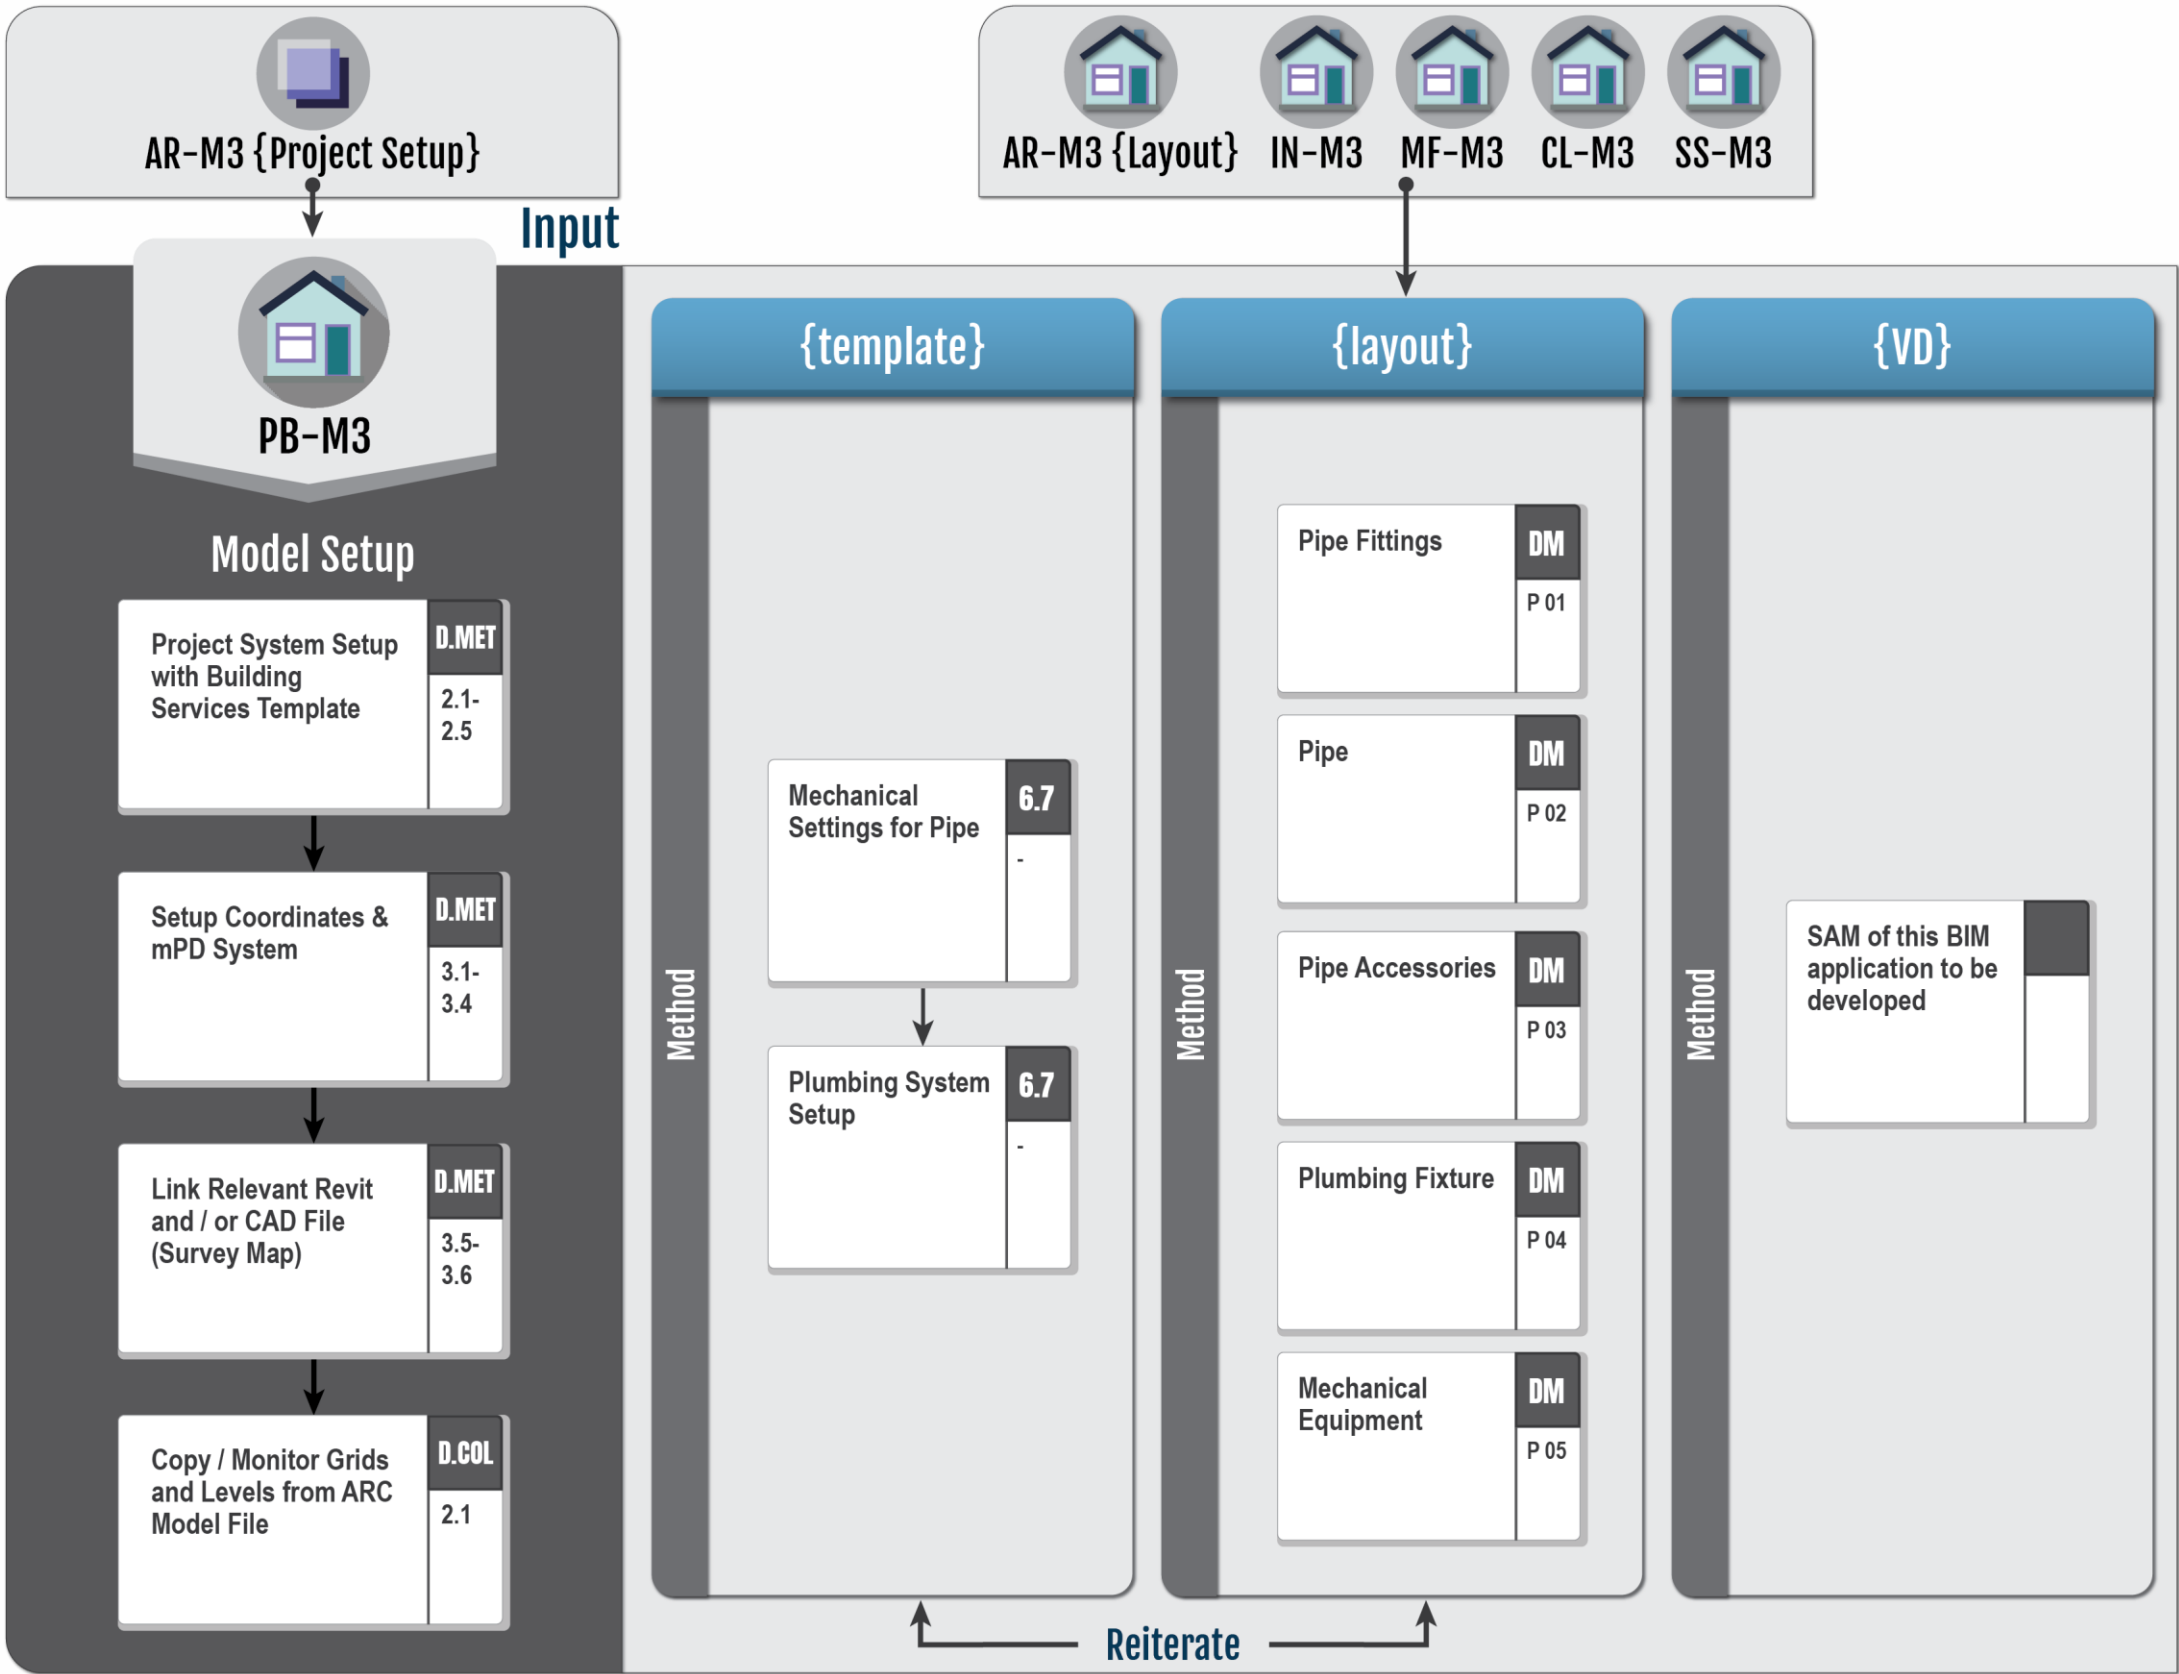 AR-M3 {Project Setup}
AR-M3 {Layout}
IN-M3
MF-M3
CL-M3
SS-M3
Input
PB-M3
Model Setup
Project System Setup
with Building
Services Template
D.MET
2.1-
2.5
Setup Coordinates &
mPD System
D.MET
3.1-
3.4
Link Relevant Revit
and / or CAD File
(Survey Map)
D.MET
3.5-
3.6
Copy / Monitor Grids
and Levels from ARC
Model File
D.COL
2.1
{template}
Method
Mechanical
Settings for Pipe
6.7
-
Plumbing System
Setup
6.7
-
{layout}
Method
Pipe Fittings
DM
P 01
Pipe
DM
P 02
Pipe Accessories
DM
P 03
Plumbing Fixture
DM
P 04
Mechanical
Equipment
DM
P 05
{VD}
Method
SAM of this BIM
application to be
developed
Reiterate